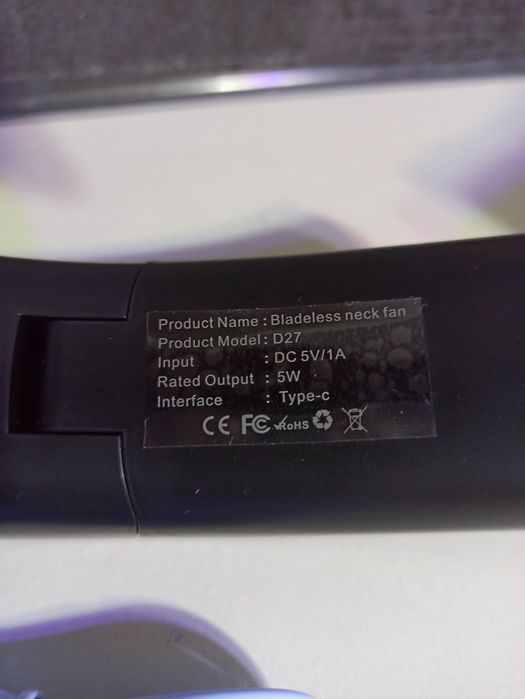 Product Name : Bladeless neck fan
Product Model : D27
Input : DC 5V/1A
Rated Output : 5W
Interface : Type-c
CE FC RoHS